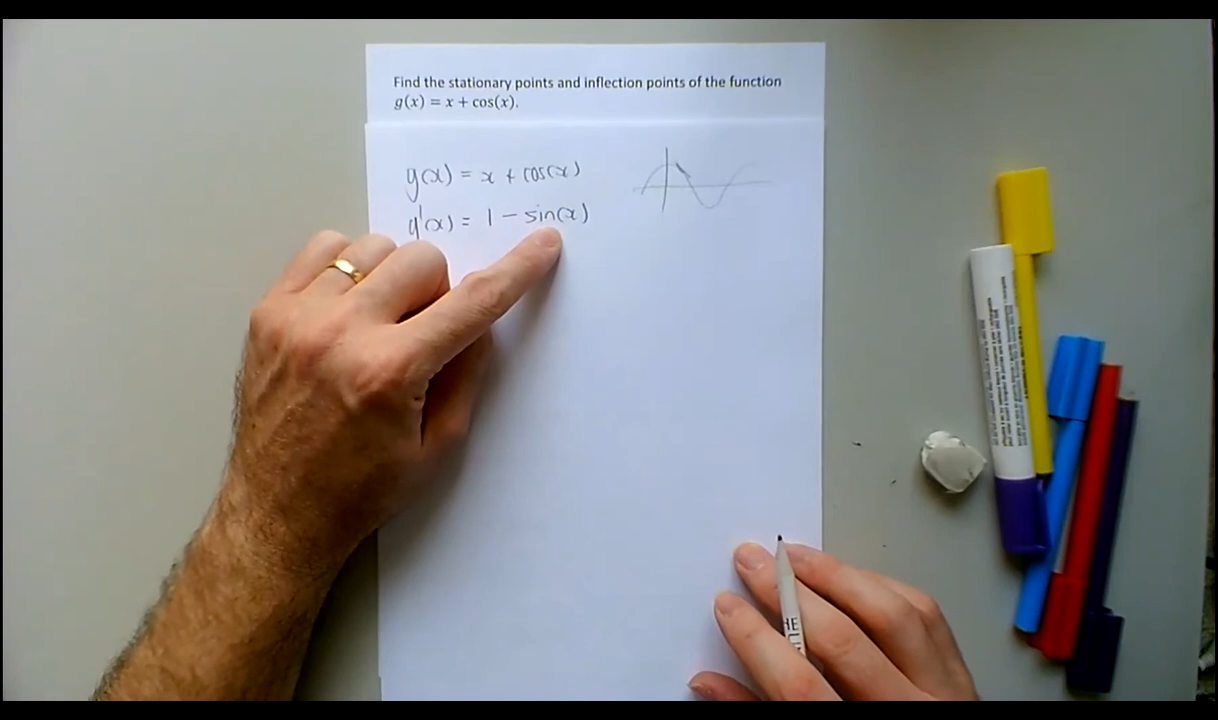 Find the stationary points and inflection points of the function
g(x) = x + cos(x).
g(x) = x + cos(x)
g'(x) = 1 - sin(x)